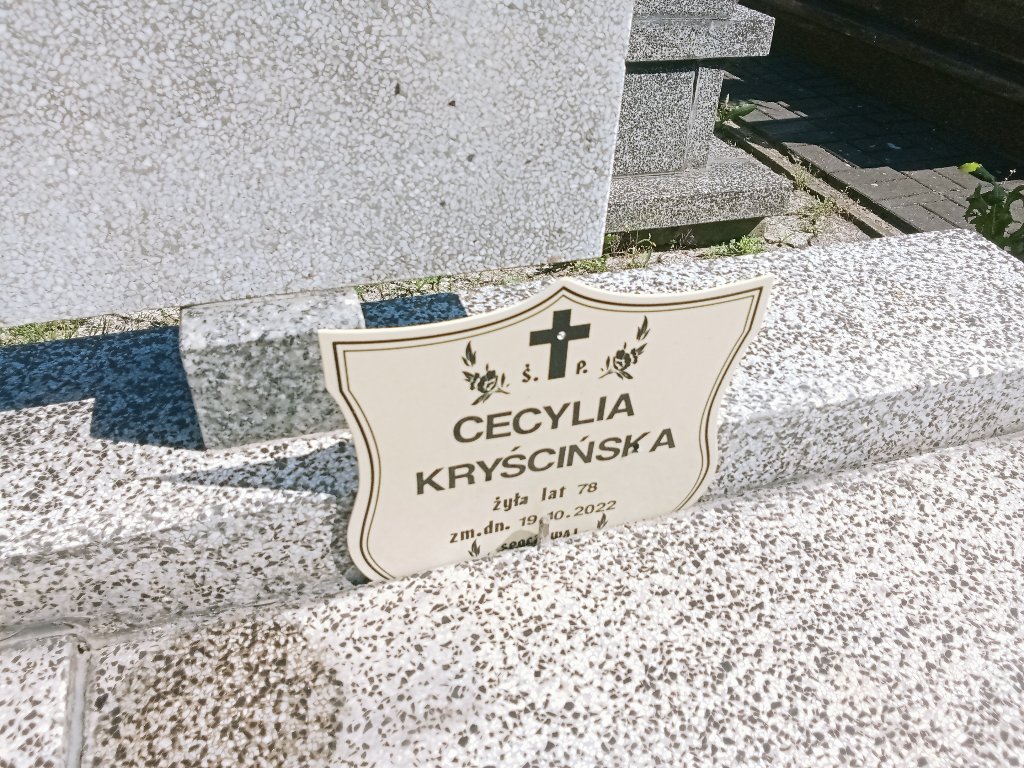 Ś. P.
CECYLIA
KRYŚCIŃSKA
żyła lat 78
zm.dn. 19.10.2022